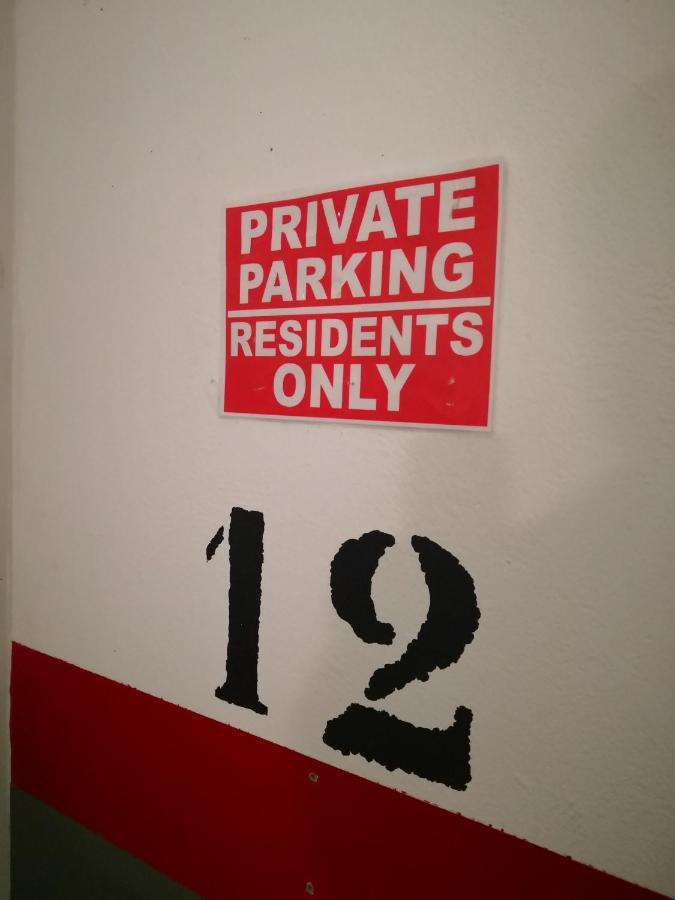 PRIVATE
PARKING
RESIDENTS
ONLY
12